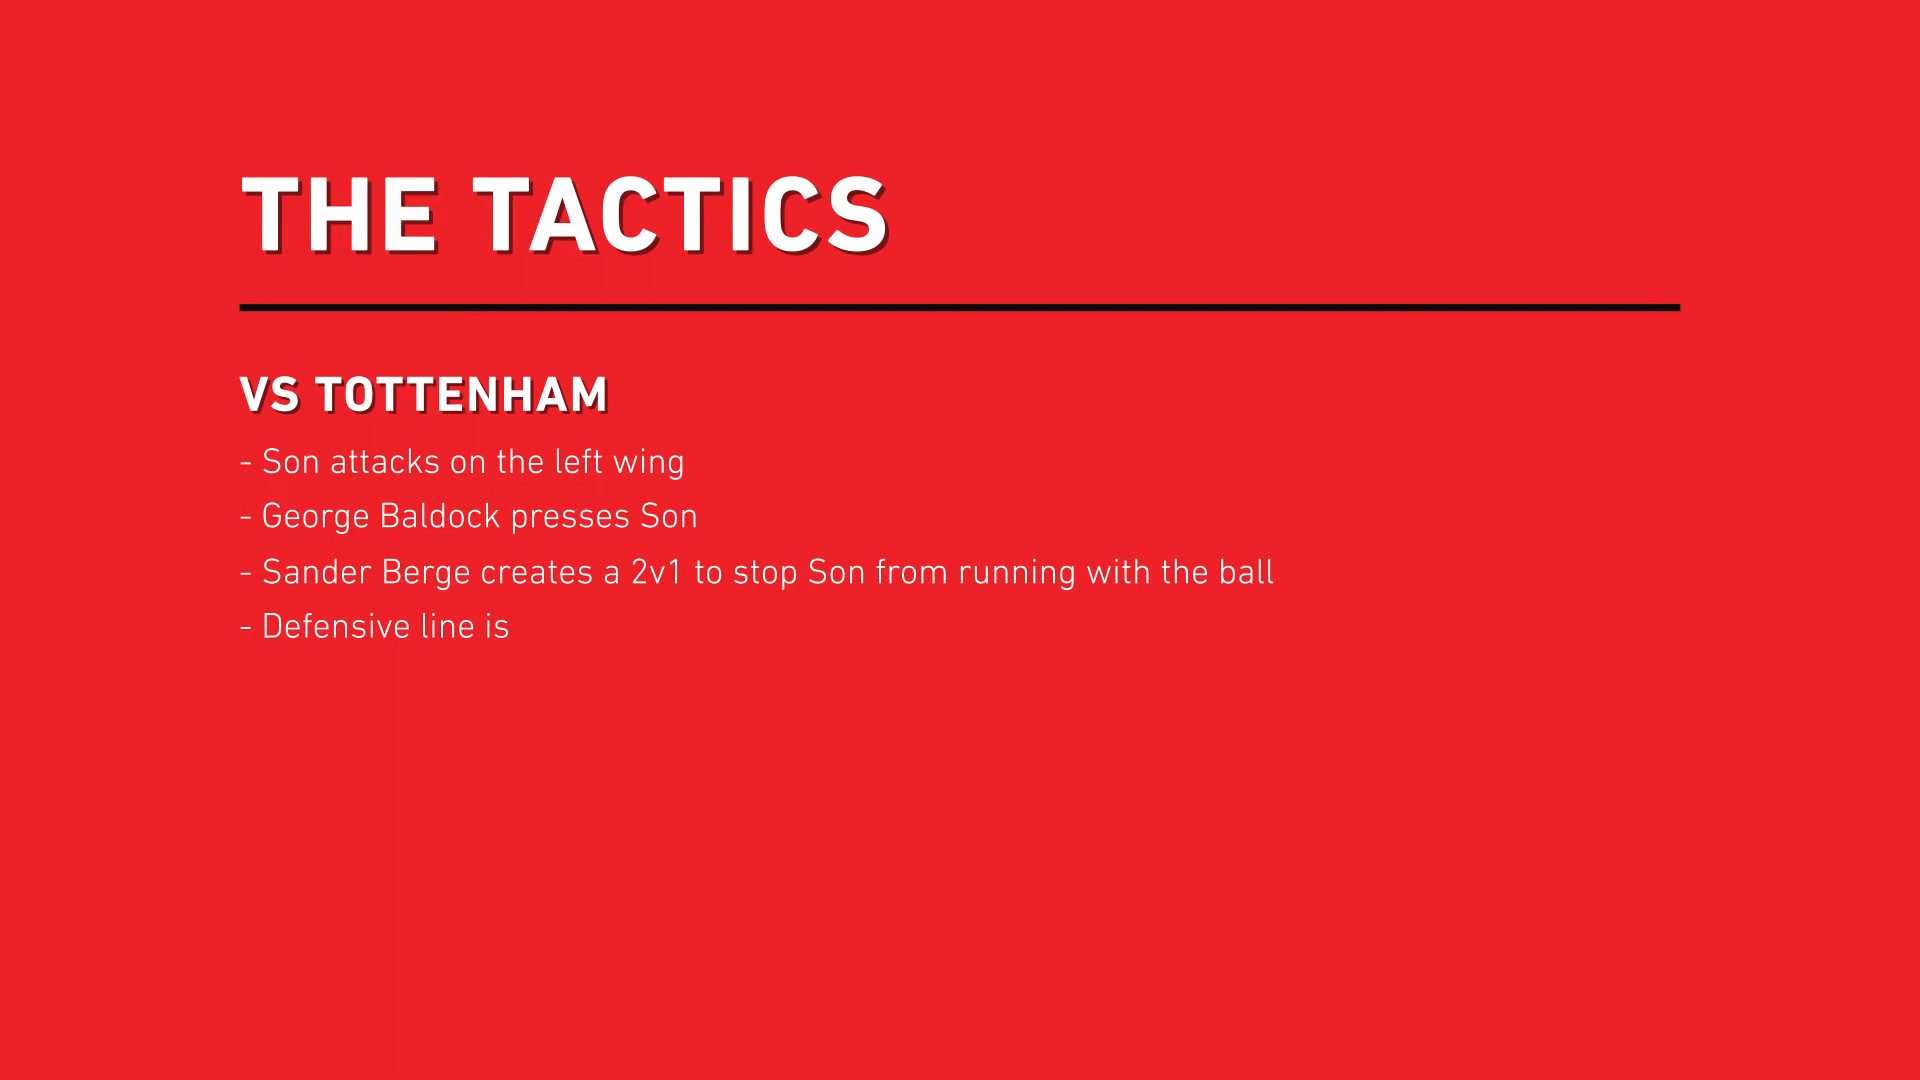 THE TACTICS
VS TOTTENHAM
- Son attacks on the left wing
- George Baldock presses Son
- Sander Berge creates a 2v1 to stop Son from running with the ball
- Defensive line is